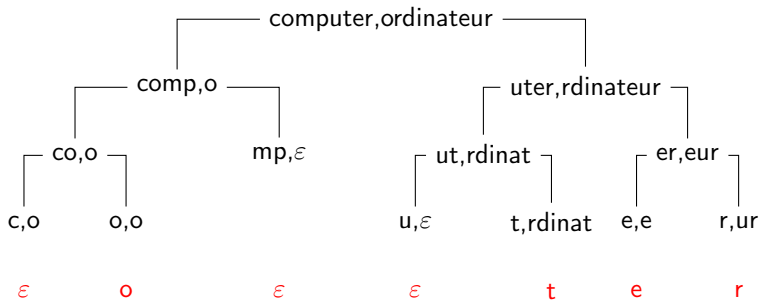 computer,ordinateur
comp,o uter,rdinateur
co,o mp,ε ut,rdinat er,eur
c,o o,o u,ε t,rdinat e,e r,ur
ε o ε ε t e r